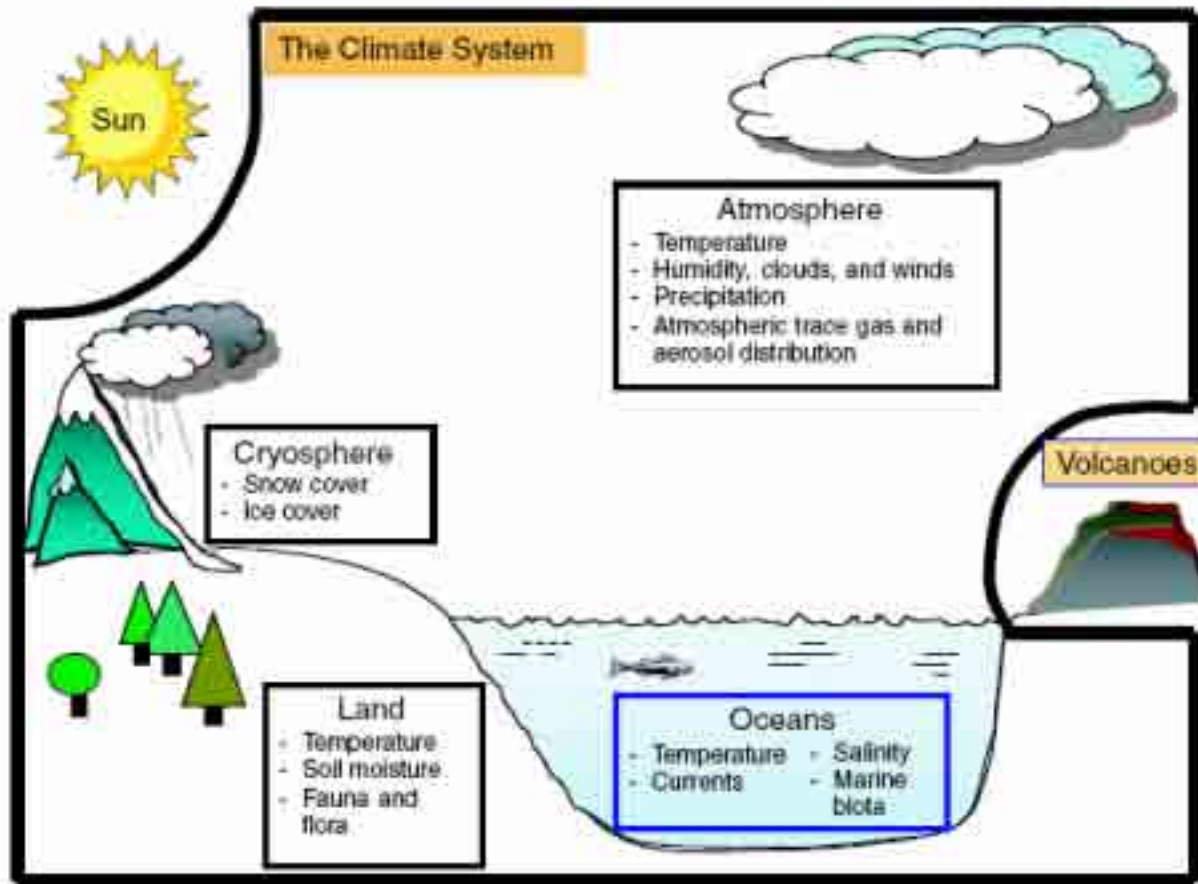 The Climate System
Sun
Atmosphere
- Temperature
- Humidity, clouds, and winds
- Precipitation
- Atmospheric trace gas and
aerosol distribution
Cryosphere
- Snow cover
- Ice cover
Volcanoes
Land
- Temperature
- Soil moisture
- Fauna and
flora
Oceans
- Temperature - Salinity
- Currents - Marine
biota